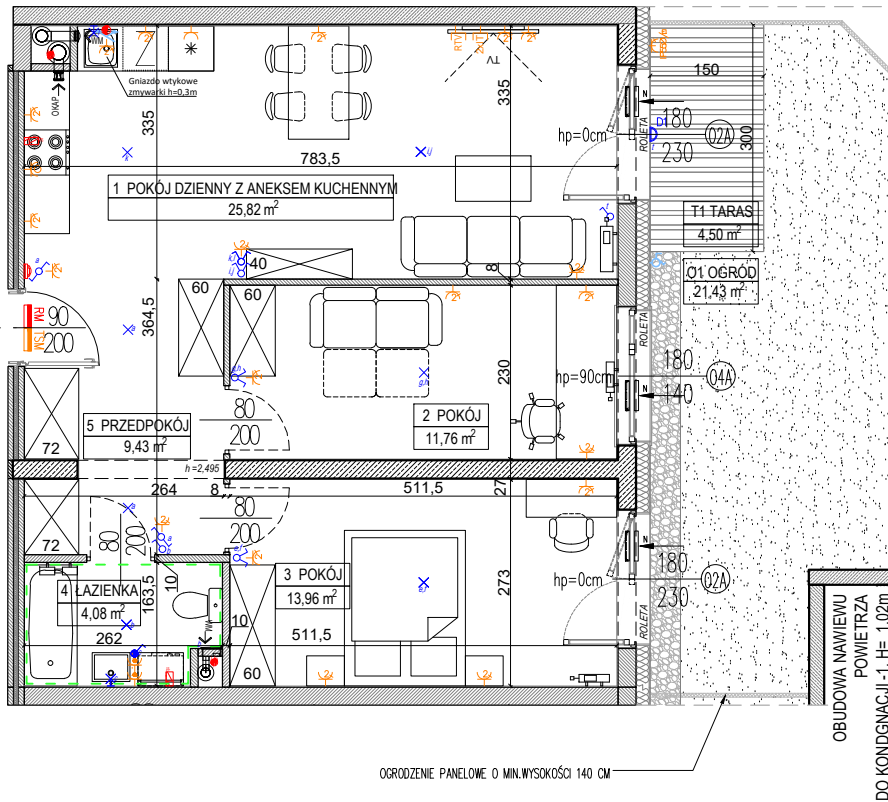 WM
Gniazdo wtykowe
zmywarki h=0,3m
OKAP
335
783,5
RTV
2xIT
TV
335
hp=0cm
ROLETA
N
180
230
02A
150
300
1 POKÓJ DZIENNY Z ANEKSEM KUCHENNYM
25,82 m²
T1 TARAS
4,50 m²
O1 OGRÓD
21,43 m²
40
8
60
60
RM
TSM
90
200
364,5
230
hp=90cm
ROLETA
N
180
140
04A
80
200
2 POKÓJ
11,76 m²
5 PRZEDPOKÓJ
9,43 m²
72
h=2,495
264
8
511,5
27
80
200
80
200
72
10
3 POKÓJ
13,96 m²
273
hp=0cm
ROLETA
N
180
230
02A
4 ŁAZIENKA
4,08 m²
163,5
262
WM
10
511,5
60
OBUDOWA NAWIEWU
POWIETRZA
DO KONDGNACJI -1, H= 1,02m
OGRODZENIE PANELOWE O MIN.WYSOKOŚCI 140 CM